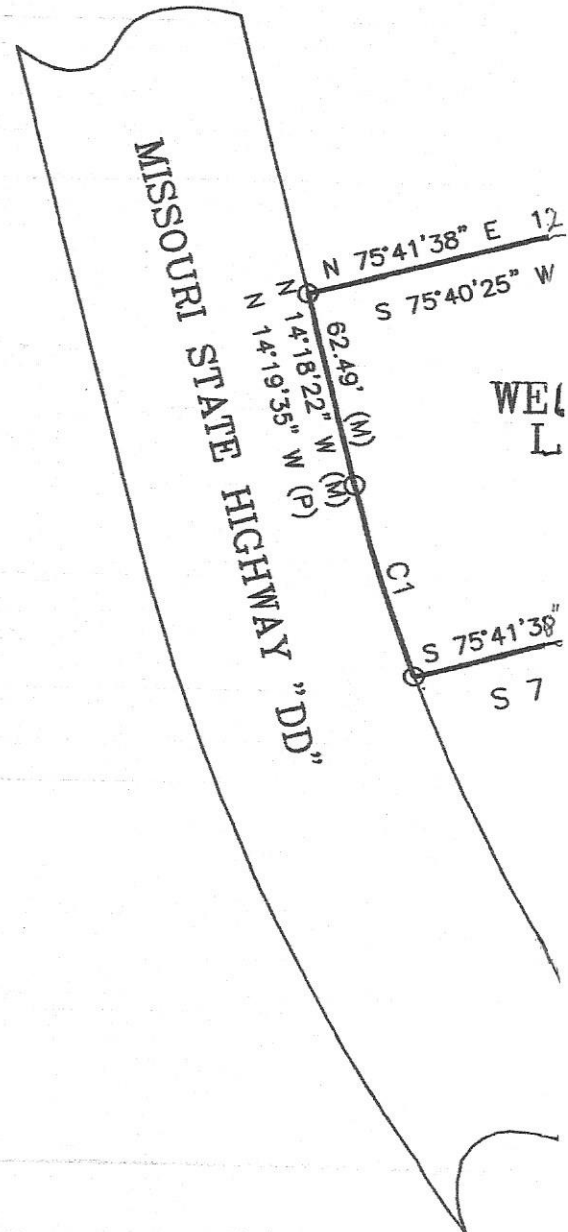 MISSOURI STATE HIGHWAY "DD"
N 75°41'38" E 12
S 75°40'25" W
62.49' (M)
N 14°18'22" W (M)
N 14°19'35" W (P)
L
C1
S 75°41'38"
S 7